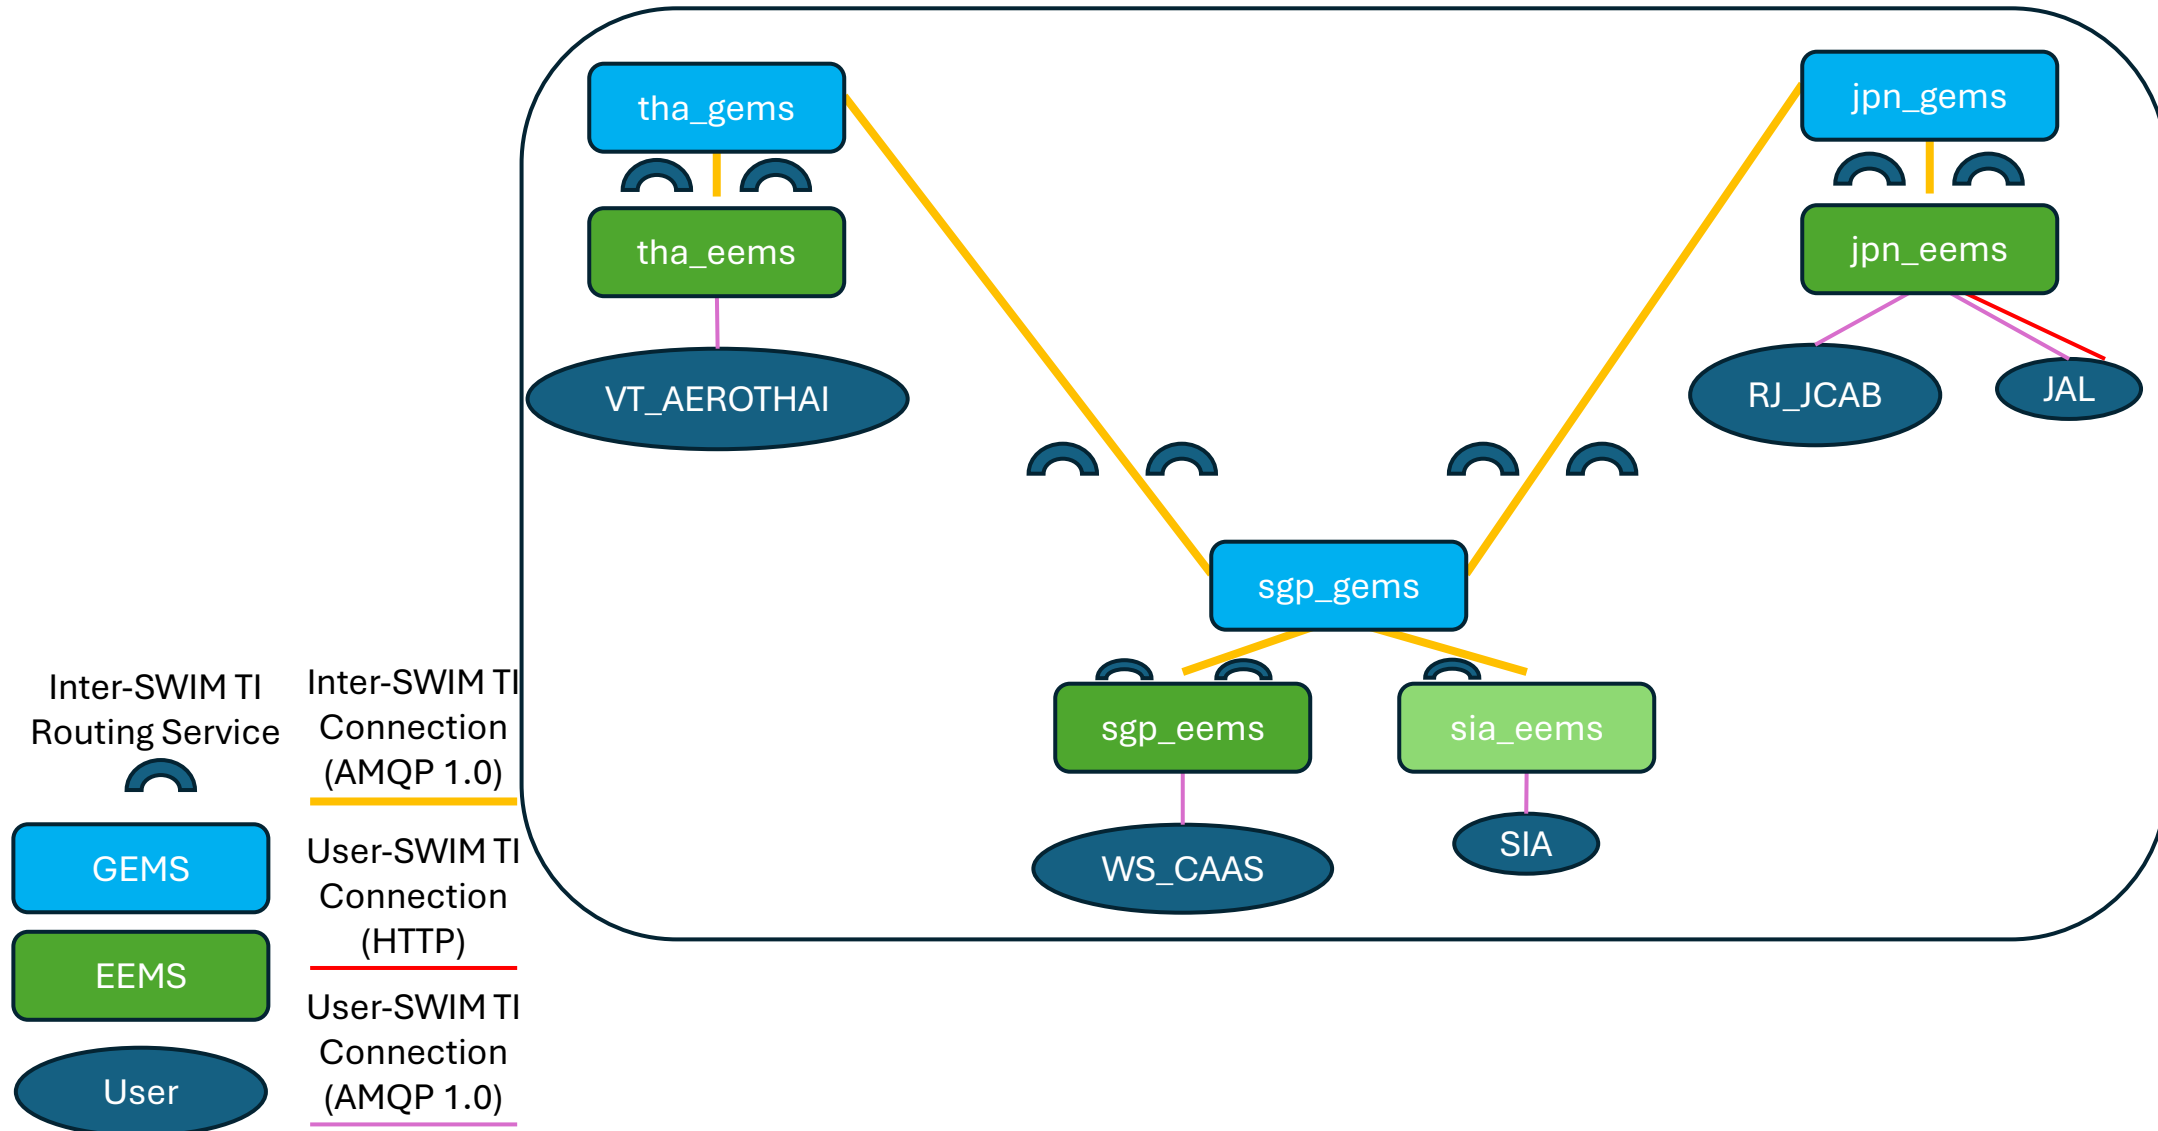 tha_gems
jpn_gems
tha_eems
jpn_eems
VT_AEROTHAI
RJ_JCAB
JAL
sgp_gems
sgp_eems
sia_eems
WS_CAAS
SIA
Inter-SWIM TI
Routing Service
GEMS
EEMS
User
Inter-SWIM TI
Connection
(AMQP 1.0)
User-SWIM TI
Connection
(HTTP)
User-SWIM TI
Connection
(AMQP 1.0)